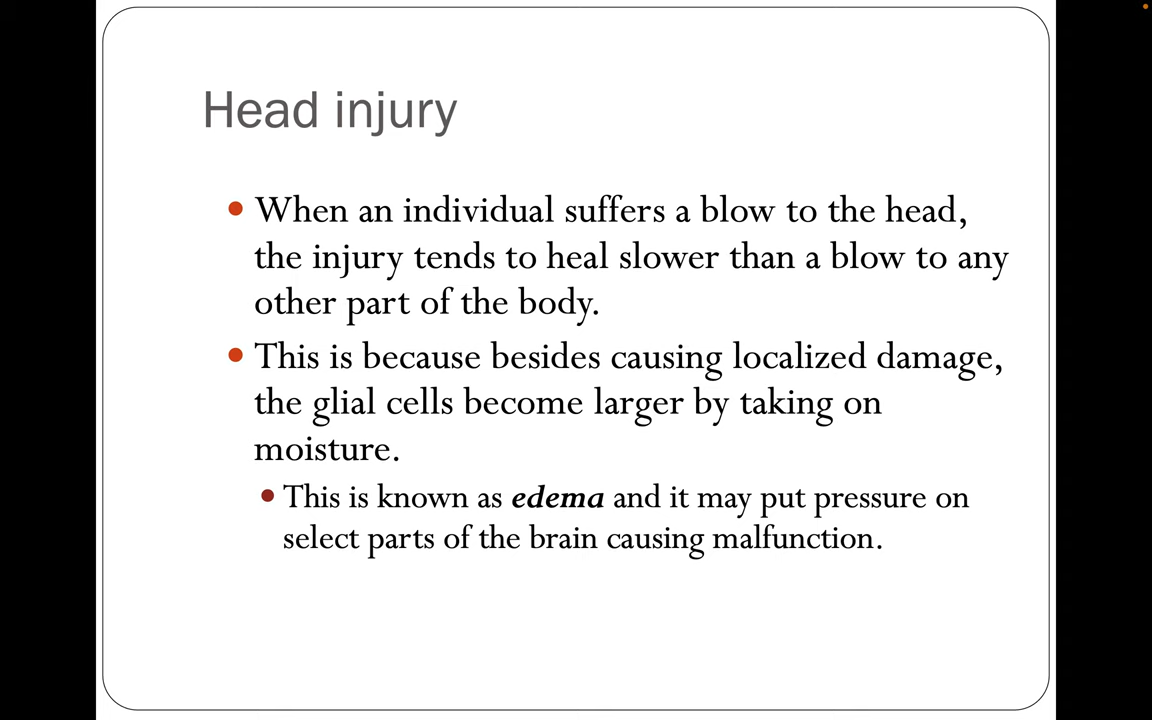 Head injury
When an individual suffers a blow to the head,
the injury tends to heal slower than a blow to any
other part of the body.
This is because besides causing localized damage,
the glial cells become larger by taking on
moisture.
This is known as edema and it may put pressure on
select parts of the brain causing malfunction.